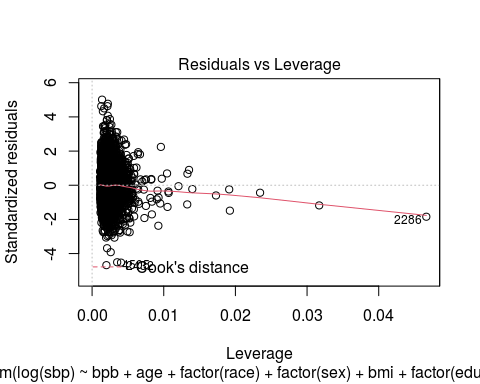 Residuals vs Leverage
Standardized residuals
6
4
2
0
-2
-4
2286
Cook's distance
0.00 0.01 0.02 0.03 0.04
Leverage
m(log(sbp) ~ bpb + age + factor(race) + factor(sex) + bmi + factor(edu